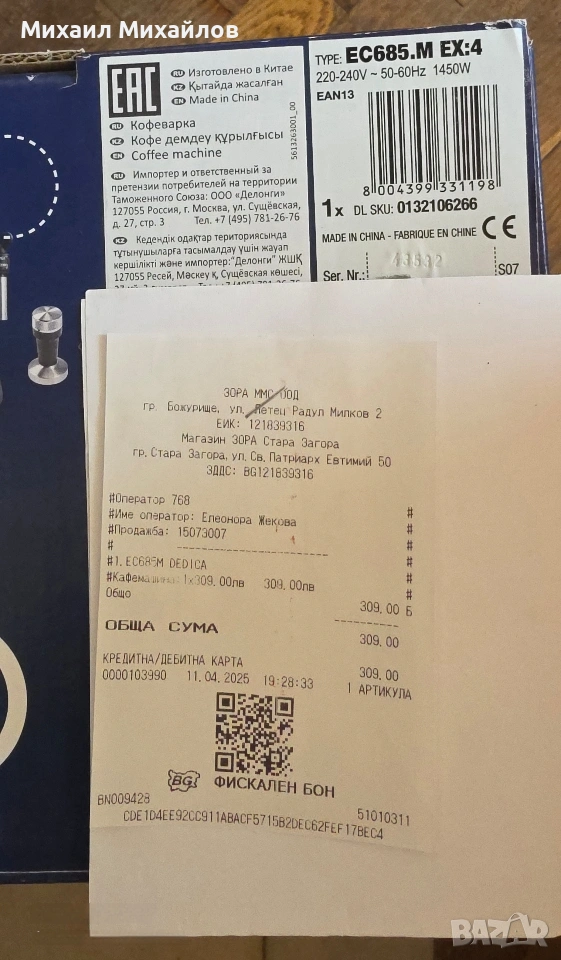 Михаил Михайлов
EAC
RU Изготовлено в Китае
KZ Қытайда жасалған
EN Made in China
RU Кофеварка
KZ Кофе демдеу құрылғысы
EN Coffee machine
RU Импортер и ответственный за
претензии потребителей на территории
Таможенного Союза: ООО «Делонги»
127055 Россия, г. Москва, ул. Сущёвская,
д. 27, стр. 3 Тел. +7 (495) 781-26-76
KZ Кедендік одақтар территориясында
тұтынушыларға тасымалдау үшін жауап
кершілікті және импортер:"Делонги" ЖШҚ
127055 Ресей, Мәскеу қ, Сущёвская көшесі,
5613263001_00
TYPE: EC685.M EX:4
220-240V ~ 50-60Hz 1450W
EAN13
8 004399 331198
1x DL SKU: 0132106266
MADE IN CHINA - FABRIQUE EN CHINE CE
Ser. Nr.: 43532
S07
ЗОРА ММС ООД
гр. Божурище, ул. Летец Радул Милков 2
ЕИК: 121839316
Магазин ЗОРА Стара Загора
гр. Стара Загора, ул. Св. Патриарх Евтимий 50
ЗДДС: BG121839316
#Оператор 768 #
#Име оператор: Елеонора Жекова #
#Продажба: 15073007 #
# ---------------------------- #
#1. EC685M DEDICA #
#Кафемашина: 1x309.00лв 309.00лв #
Общо 309.00 Б
ОБЩА СУМА 309.00
КРЕДИТНА/ДЕБИТНА КАРТА 309.00
0000103990 11.04.2025 19:28:33 1 АРТИКУЛА
BG ФИСКАЛЕН БОН
BN009428 51010311
CDE1D4EE92CC911ABACF5715B2DEC62FEF17BEC4
BAZAR